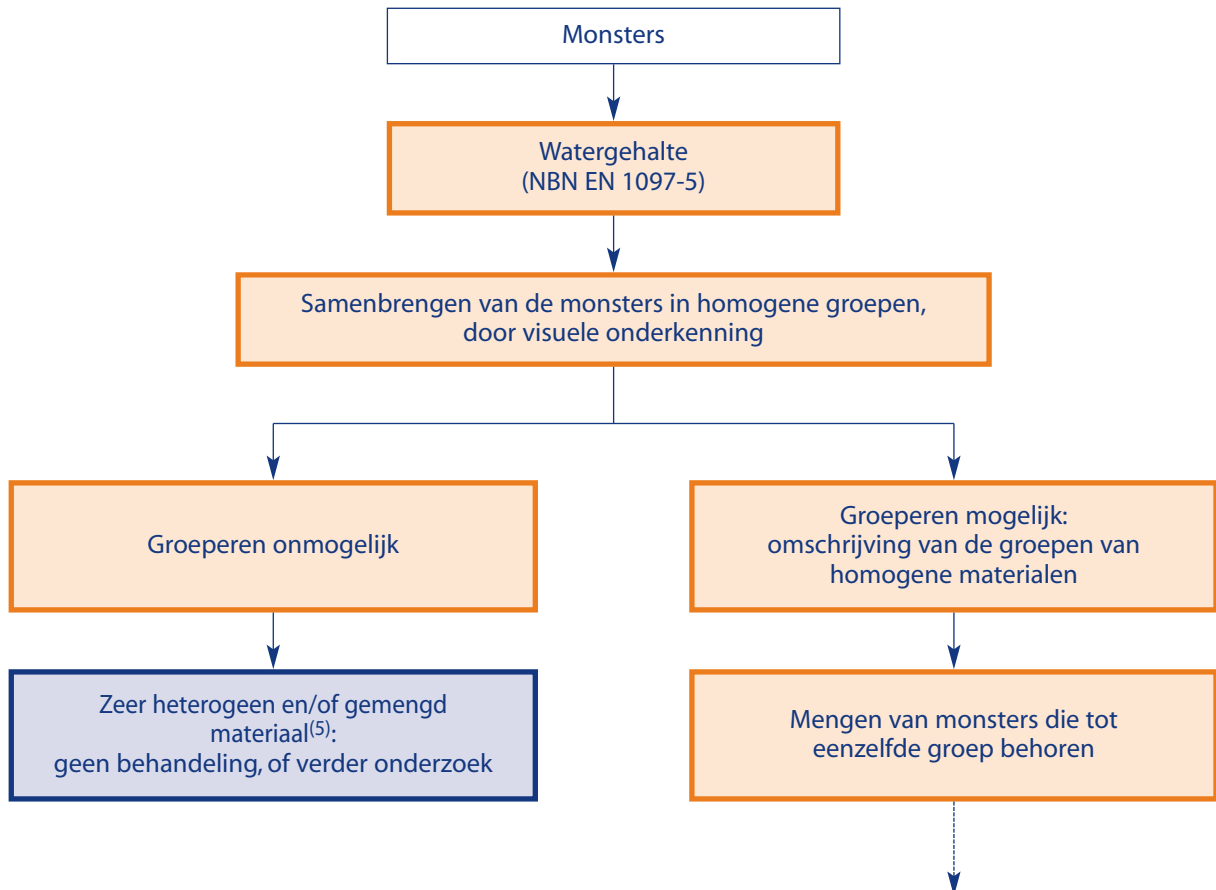 Monsters
Watergehalte
(NBN EN 1097-5)
Samenbrengen van de monsters in homogene groepen,
door visuele onderkenning
Groeperen onmogelijk
Groeperen mogelijk:
omschrijving van de groepen van
homogene materialen
Zeer heterogeen en/of gemengd
materiaal(5):
geen behandeling, of verder onderzoek
Mengen van monsters die tot
eenzelfde groep behoren